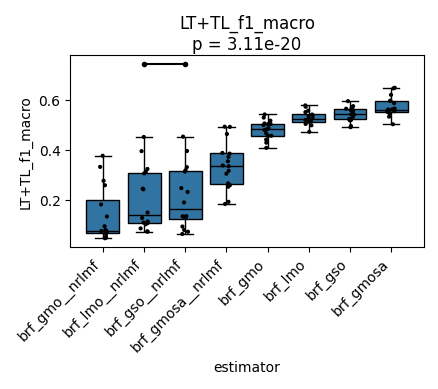 LT+TL_f1_macro
p = 3.11e-20
LT+TL_f1_macro
0.6
0.4
0.2
brf_gmo__nrlmf
brf_lmo__nrlmf
brf_gso__nrlmf
brf_gmosa__nrlmf
brf_gmo
brf_lmo
brf_gso
brf_gmosa
estimator